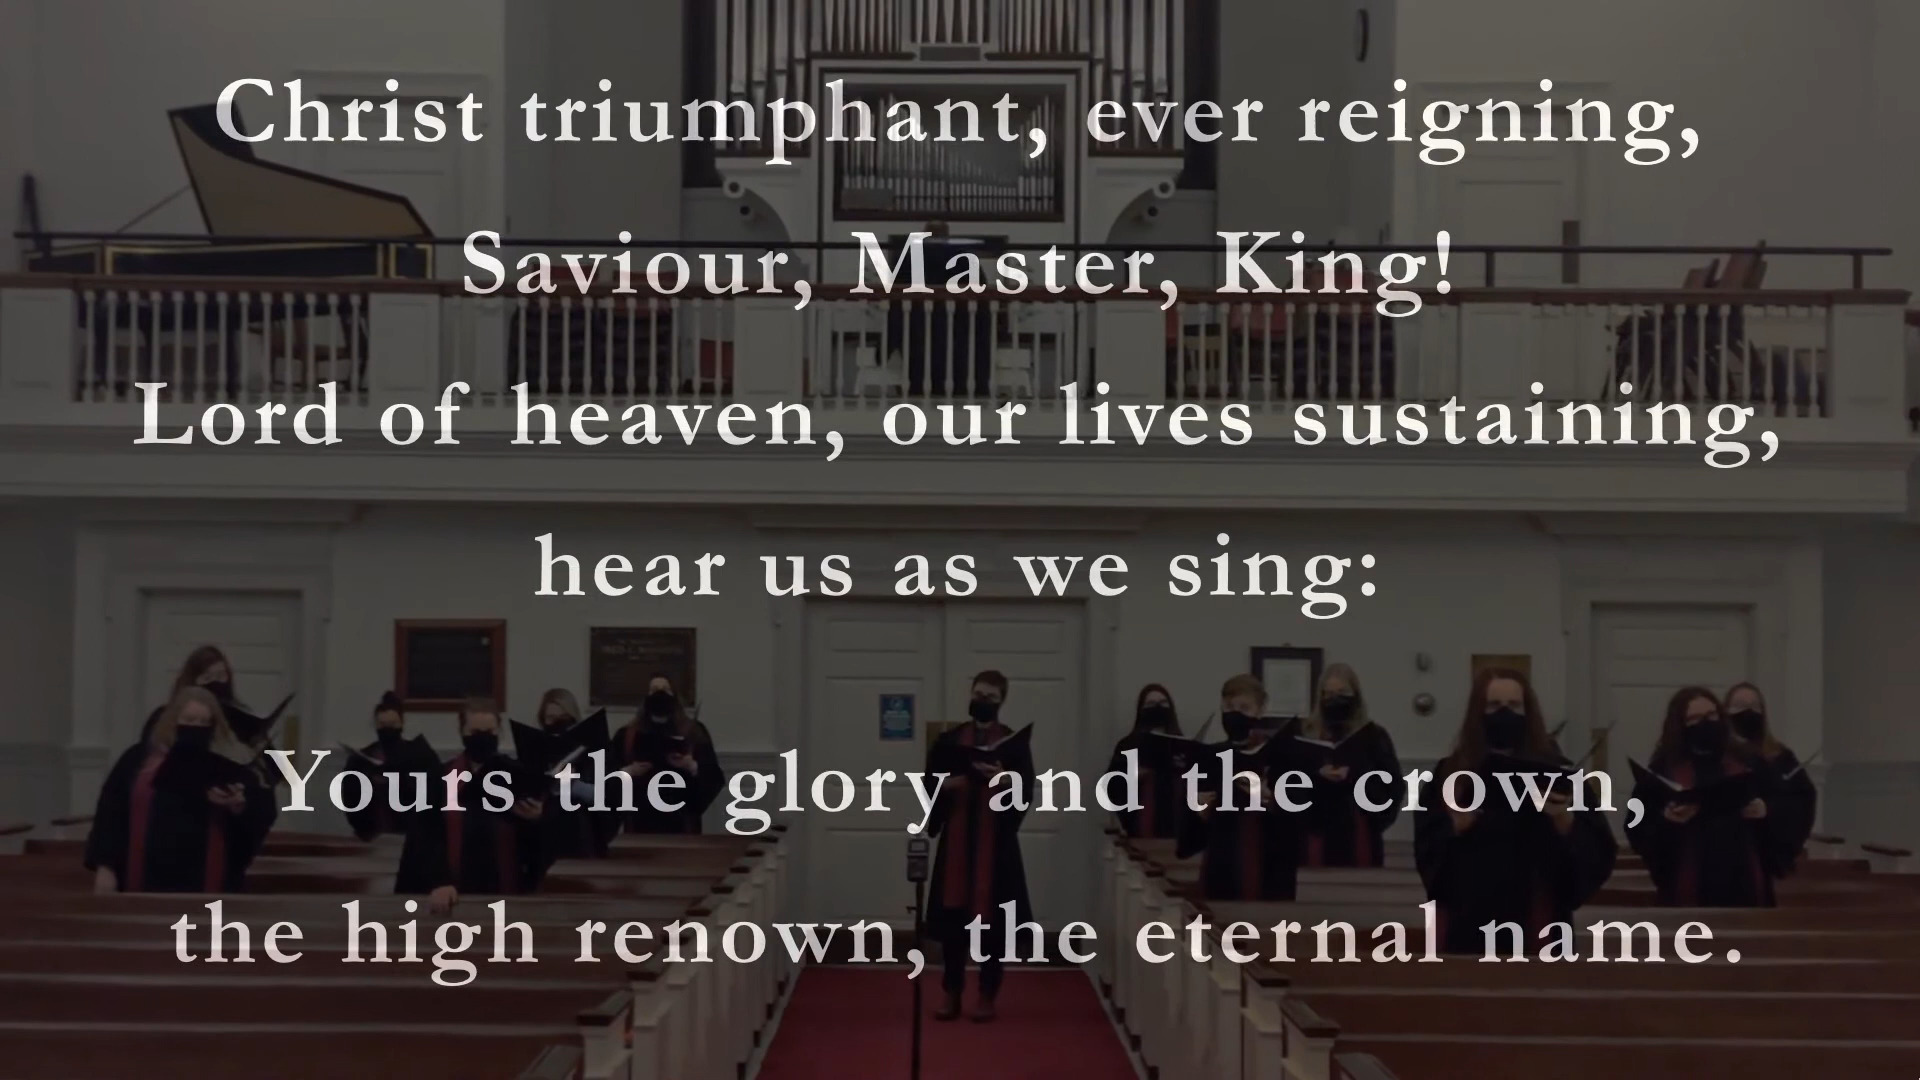 Christ triumphant, ever reigning,
Saviour, Master, King!
Lord of heaven, our lives sustaining,
hear us as we sing:
Yours the glory and the crown,
the high renown, the eternal name.